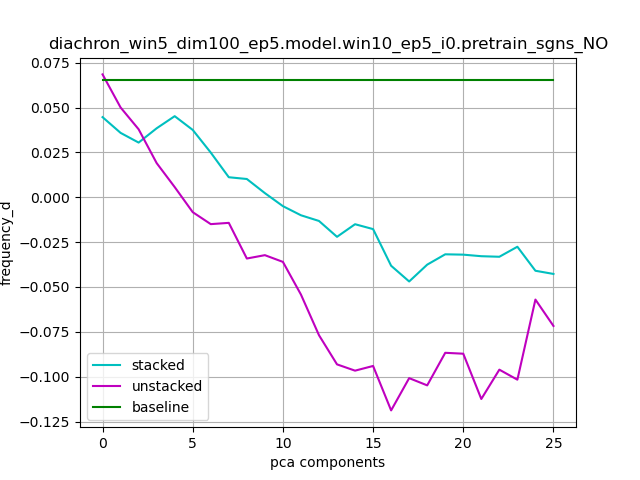 diachron_win5_dim100_ep5.model.win10_ep5_i0.pretrain_sgns_NO
0.075
0.050
0.025
0.000
−0.025
−0.050
−0.075
−0.100
−0.125
frequency_d
stacked
unstacked
baseline
0 5 10 15 20 25
pca components